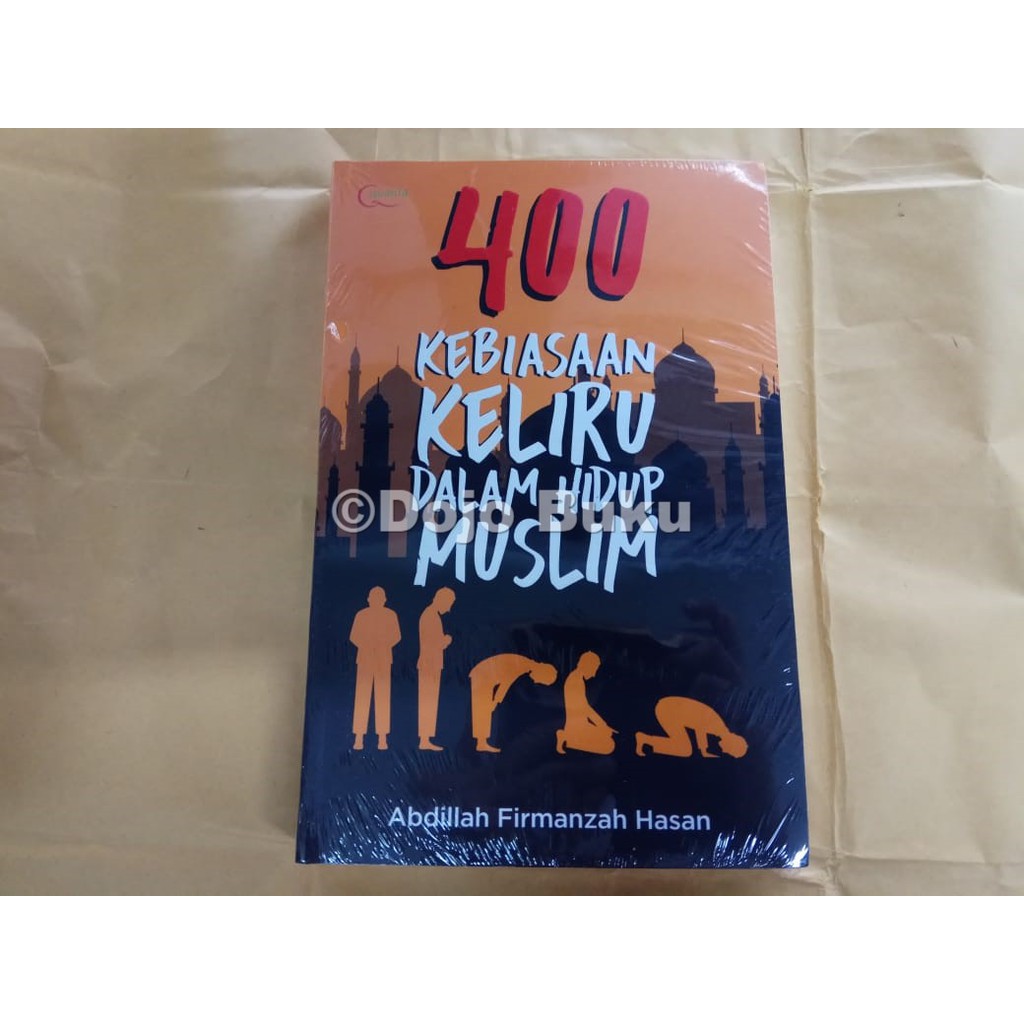 400
KEBIASAAN
KELIRU
DALAM HIDUP
©Dojo Buku
MUSLIM
Abdillah Firmanzah Hasan